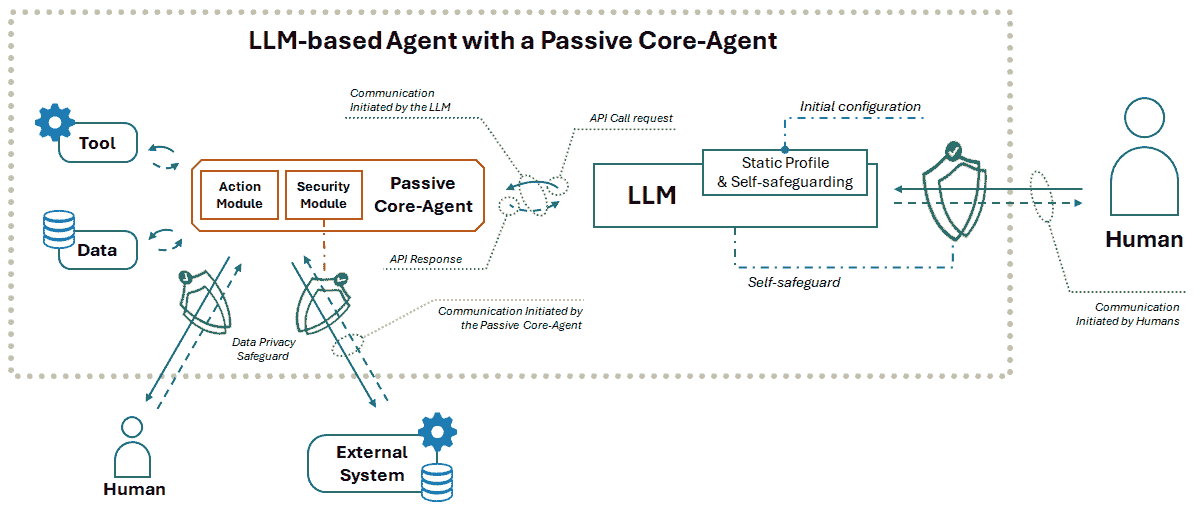 LLM-based Agent with a Passive Core-Agent
Communication
Initiated by the LLM
API Call request
Initial configuration
Tool
Static Profile
& Self-safeguarding
LLM
Action
Module
Security
Module
Passive
Core-Agent
Data
Human
API Response
Self-safeguard
Communication Initiated by
the Passive Core-Agent
Communication
Initiated by Humans
Data Privacy
Safeguard
External
System
Human